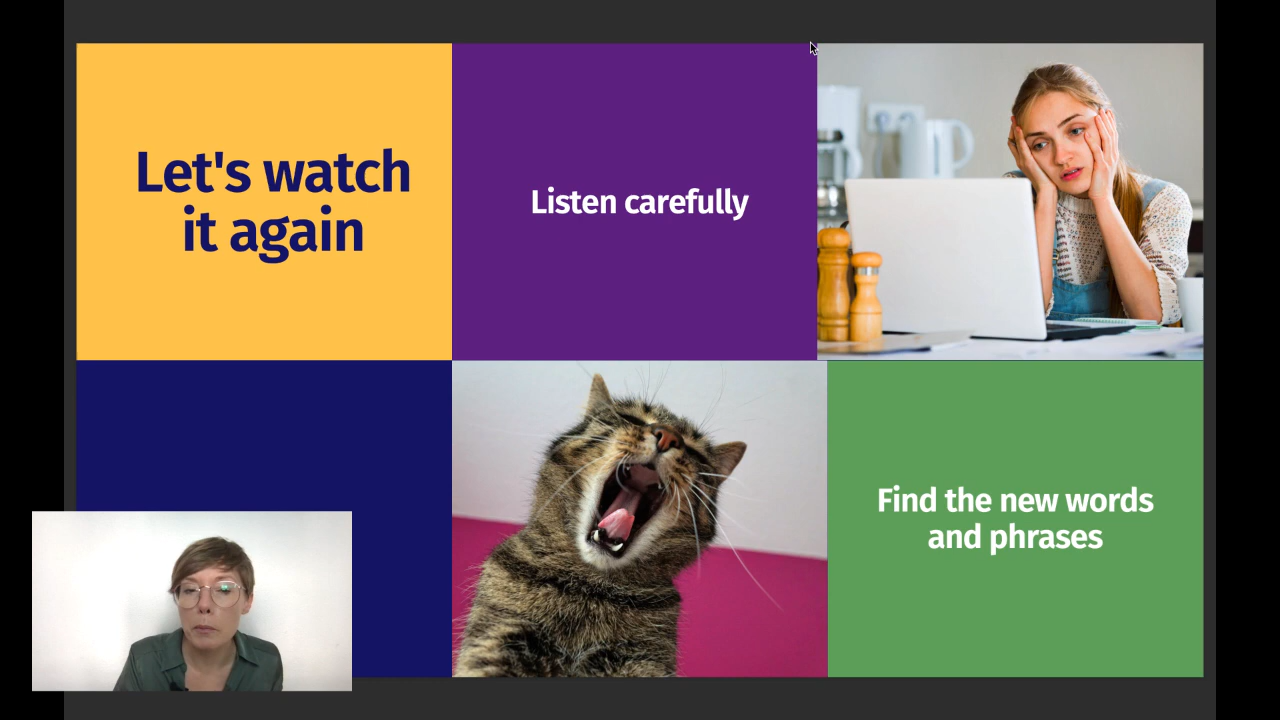 Let's watch
it again
Listen carefully
Find the new words
and phrases